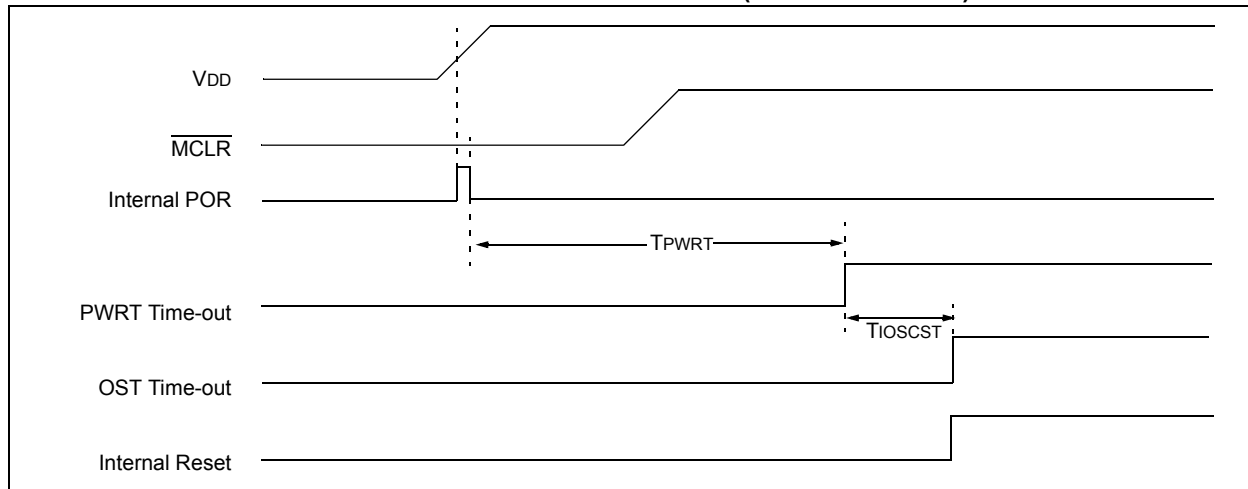 VDD
MCLR
Internal POR
TPWRT
PWRT Time-out
TIOSCST
OST Time-out
Internal Reset